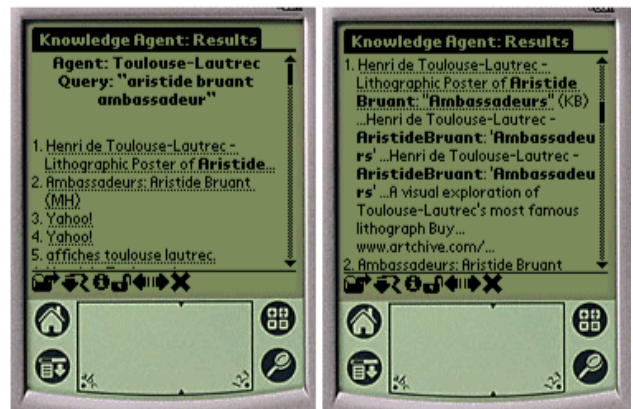 Knowledge Agent: Results
Agent: Toulouse-Lautrec
Query: "aristide bruant
ambassadeur"
1. Henri de Toulouse-Lautrec -
Lithographic Poster of Aristide...
2. Ambassadeurs: Aristide Bruant
(MH)
3. Yahoo!
4. Yahoo!
5. affiches toulouse lautrec.
Knowledge Agent: Results
1. Henri de Toulouse-Lautrec -
Lithographic Poster of Aristide
Bruant: "Ambassadeurs" (KB)
...Henri de Toulouse-Lautrec -
AristideBruant: 'Ambassadeu
rs' ...Henri de Toulouse-Lautrec -
AristideBruant: 'Ambassadeu
rs' ...A visual exploration of
Toulouse-Lautrec's most famous
lithograph Buy...
www.artchive.com/...
2. Ambassadeurs: Aristide Bruant